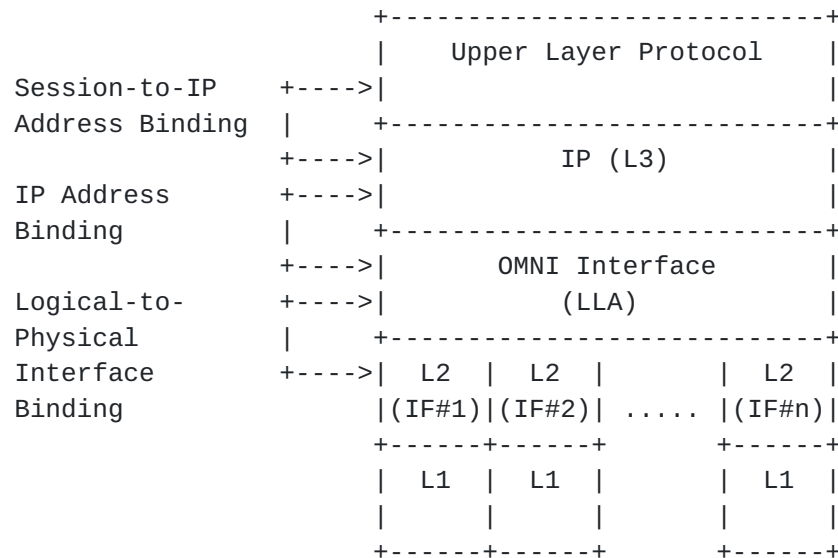 Upper Layer Protocol
Session-to-IP
Address Binding
IP (L3)
IP Address
Binding
OMNI Interface
Logical-to- (LLA)
Physical
Interface L2 L2 L2
Binding (IF#1) (IF#2) ..... (IF#n)
L1 L1 L1